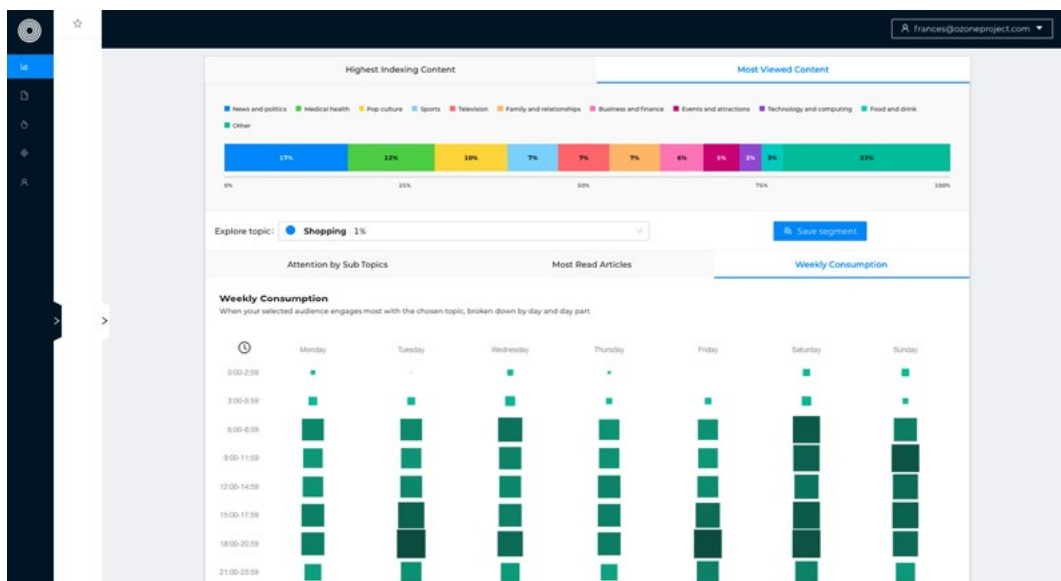 frances@ozoneproject.com
Highest Indexing Content Most Viewed Content
News and politics Medical health Pop culture Sports Television Family and relationships Business and finance Events and attractions Technology and computing Food and drink
Other
17% 12% 10% 7% 7% 7% 6% 5% 3% 3% 23%
0% 25% 50% 75% 100%
Explore topic: Shopping 1% Save segment
Attention by Sub Topics Most Read Articles Weekly Consumption
Weekly Consumption
When your selected audience engages most with the chosen topic, broken down by day and day part
Monday Tuesday Wednesday Thursday Friday Saturday Sunday
0:00-2:59
3:00-5:59
6:00-8:59
9:00-11:59
12:00-14:59
15:00-17:59
18:00-20:59
21:00-23:59